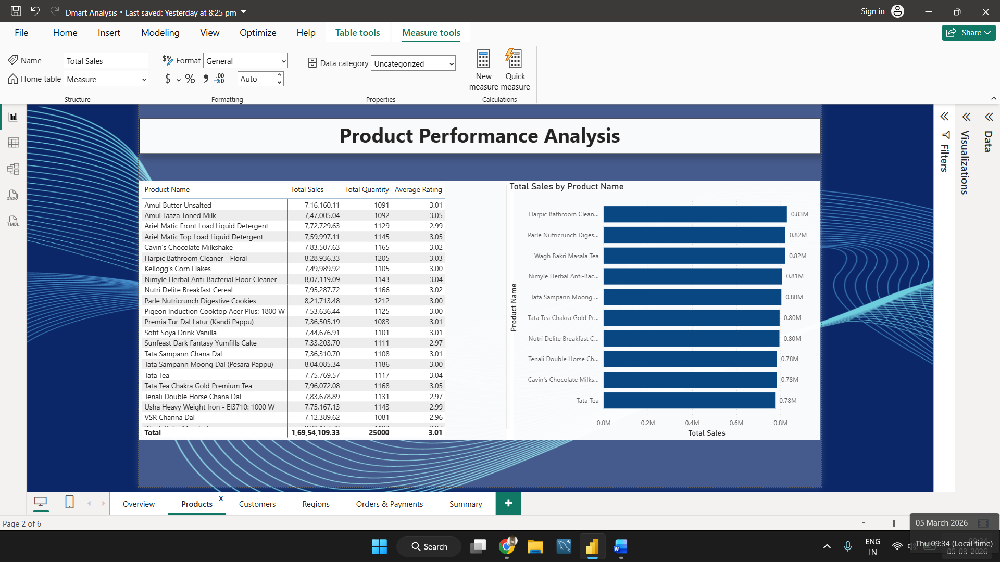 Dmart Analysis • Last saved: Yesterday at 8:25 pm
Sign in
File Home Insert Modeling View Optimize Help Table tools Measure tools
Share
Name Total Sales
Home table Measure
Structure
Format General
$ % Auto
Formatting
Data category Uncategorized
Properties
New measure
Quick measure
Calculations
Product Performance Analysis
Product Name Total Sales Total Quantity Average Rating
Amul Butter Unsalted 7,16,160.11 1091 3.01
Amul Taaza Toned Milk 7,47,005.04 1092 3.05
Ariel Matic Front Load Liquid Detergent 7,72,729.63 1129 2.99
Ariel Matic Top Load Liquid Detergent 7,59,997.11 1145 3.05
Cavin's Chocolate Milkshake 7,83,507.63 1165 3.02
Harpic Bathroom Cleaner - Floral 8,28,936.33 1205 3.03
Kellogg's Corn Flakes 7,49,989.92 1105 3.00
Nimyle Herbal Anti-Bacterial Floor Cleaner 8,07,119.09 1143 3.04
Nutri Delite Breakfast Cereal 7,95,287.72 1166 3.02
Parle Nutricrunch Digestive Cookies 8,21,713.48 1212 3.00
Pigeon Induction Cooktop Acer Plus: 1800 W 7,53,636.44 1125 3.00
Premia Tur Dal Latur (Kandi Pappu) 7,36,505.19 1083 3.01
Sofit Soya Drink Vanilla 7,44,676.91 1101 3.01
Sunfeast Dark Fantasy Yumfills Cake 7,33,203.70 1111 2.97
Tata Sampann Chana Dal 7,36,310.70 1108 3.01
Tata Sampann Moong Dal (Pesara Pappu) 8,04,085.34 1186 3.00
Tata Tea 7,75,769.57 1117 3.04
Tata Tea Chakra Gold Premium Tea 7,96,072.08 1168 3.05
Tenali Double Horse Chana Dal 7,83,678.89 1131 2.97
Usha Heavy Weight Iron - EI3710: 1000 W 7,75,167.13 1143 2.99
VSR Channa Dal 7,12,389.62 1081 2.96
Total 1,69,54,109.33 25000 3.01
Total Sales by Product Name
Product Name
Harpic Bathroom Clean... 0.83M
Parle Nutricrunch Diges... 0.82M
Wagh Bakri Masala Tea 0.82M
Nimyle Herbal Anti-Bac... 0.81M
Tata Sampann Moong ... 0.80M
Tata Tea Chakra Gold Pr... 0.80M
Nutri Delite Breakfast C... 0.80M
Tenali Double Horse Ch... 0.78M
Cavin's Chocolate Milks... 0.78M
Tata Tea 0.78M
0.0M 0.2M 0.4M 0.6M 0.8M
Total Sales
Filters
Visualizations
Data
DAX
TMDL
Overview Products x Customers Regions Orders & Payments Summary
Page 2 of 6
05 March 2026
Thu 09:34 (Local time)
Search
ENG
IN
05-03-2026